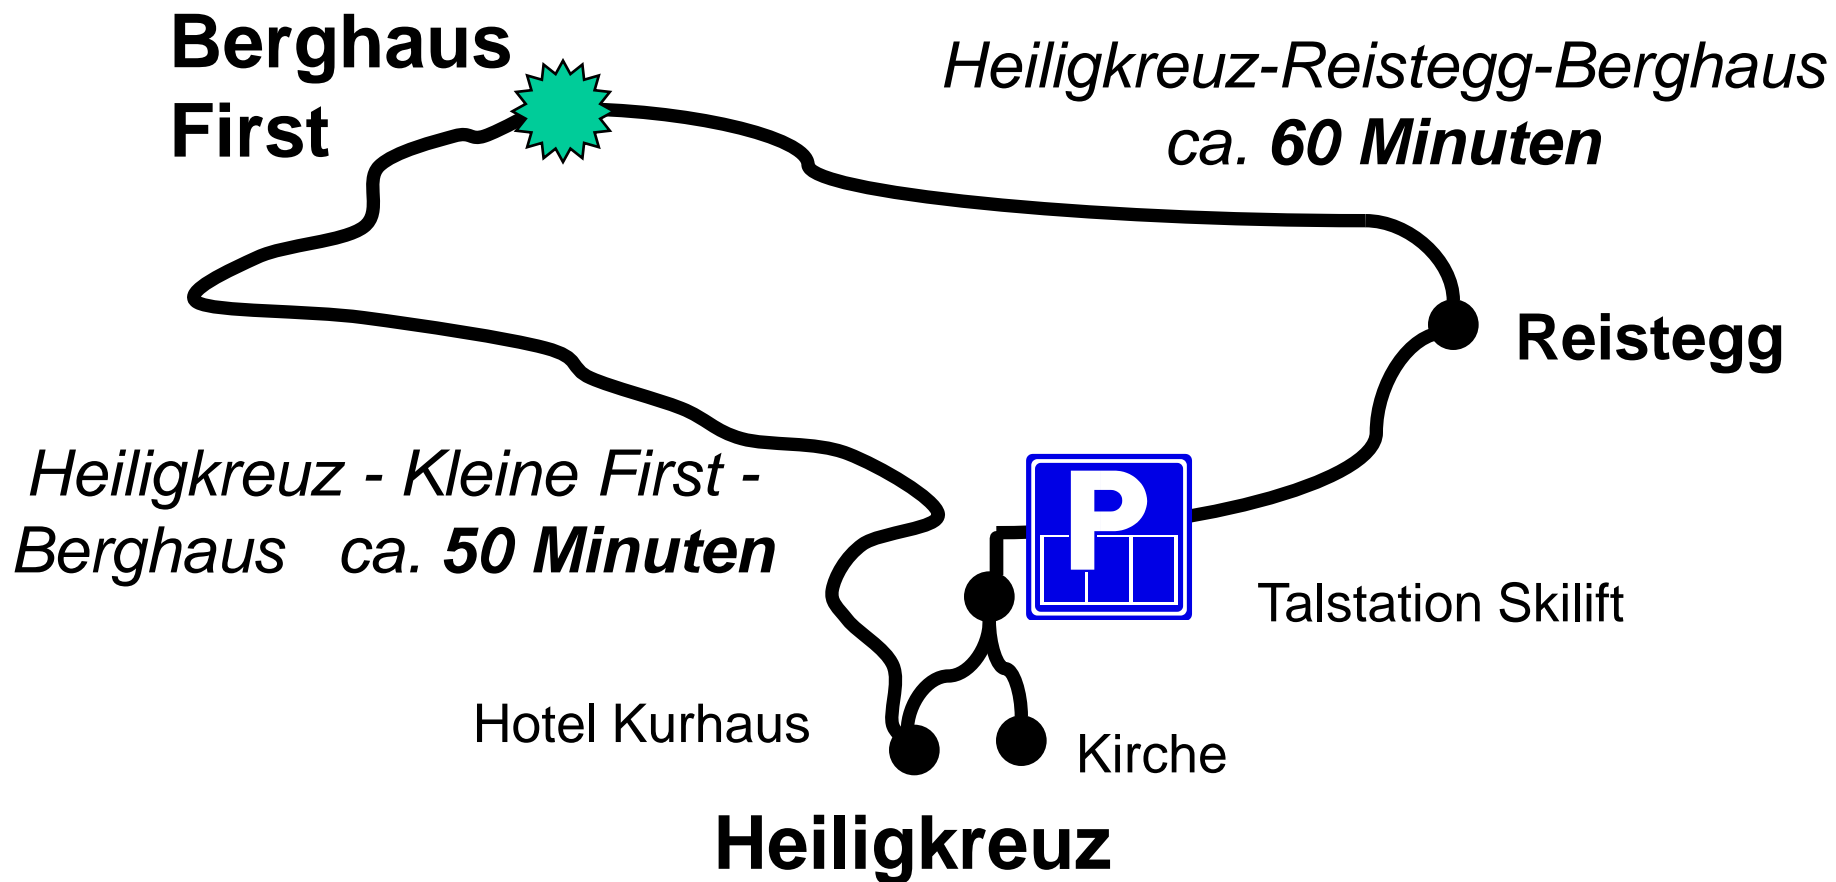 Berghaus
First
Heiligkreuz-Reistegg-Berghaus
ca. 60 Minuten
Reistegg
Heiligkreuz - Kleine First -
Berghaus ca. 50 Minuten
P
Talstation Skilift
Hotel Kurhaus
Kirche
Heiligkreuz